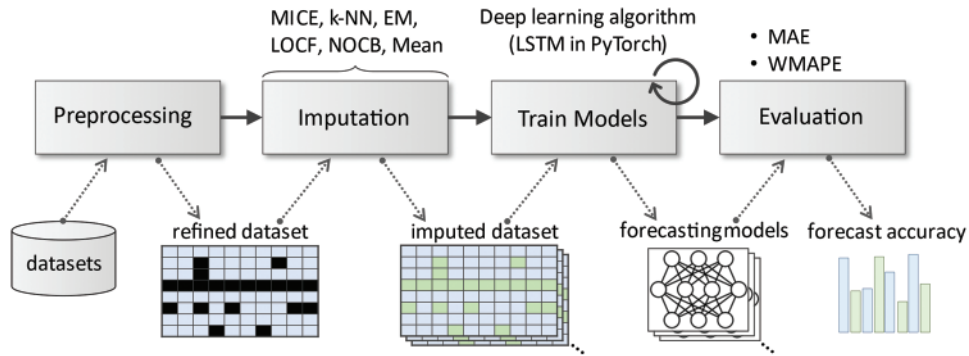 MICE, k-NN, EM,
LOCF, NOCB, Mean
Deep learning algorithm
(LSTM in PyTorch)
• MAE
• WMAPE
Preprocessing
Imputation
Train Models
Evaluation
datasets
refined dataset
imputed dataset
forecasting models
forecast accuracy